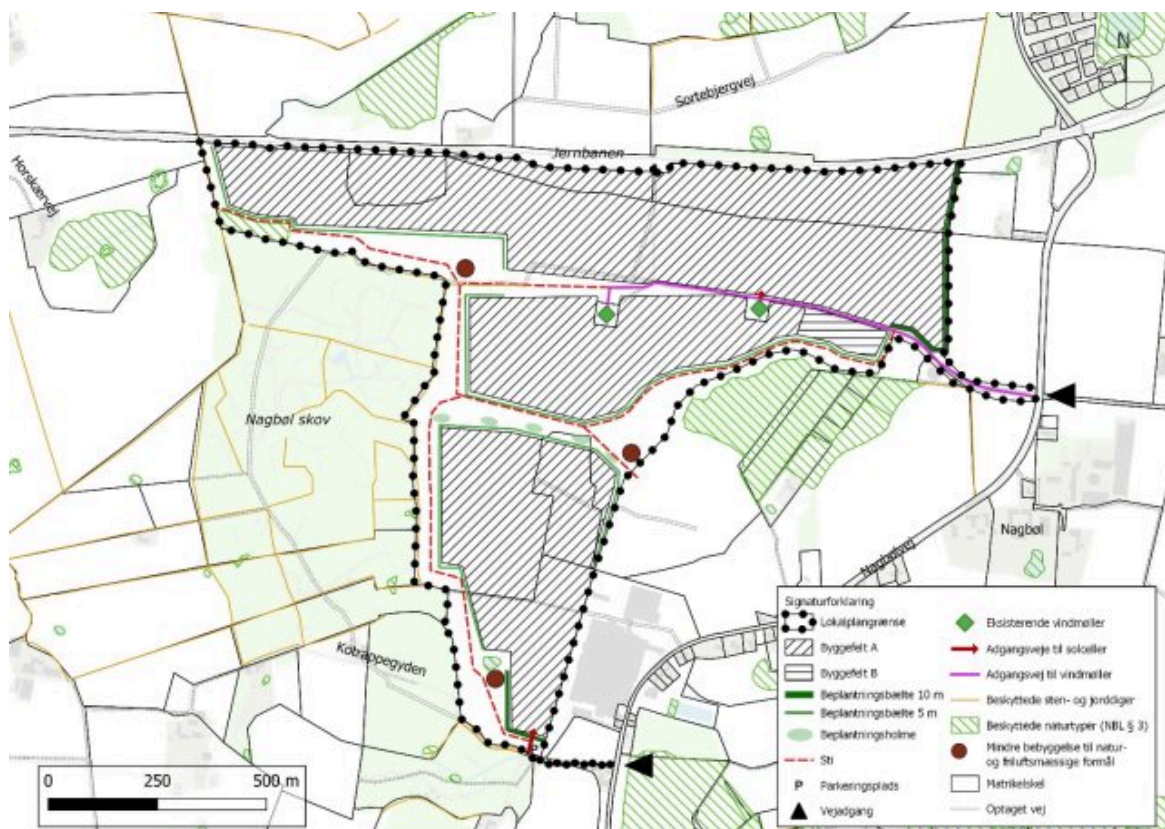 N
Sortebjergvej
Jernbanen
Horskærvej
Nagbøl skov
Nagbøl
Nagbølvej
Kobrappegyden
0 250 500 m
Signaturforklaring
Lokalplangrænse
Byggefelt A
Byggefelt B
Beplantningsbælte 10 m
Beplantningsbælte 5 m
Beplantningsholme
Sti
P Parkeringsplads
Vejadgang
Eksisterende vindmøller
Adgangsveje til solceller
Adgangsvej til vindmøller
Beskyttede sten- og jorddiger
Beskyttede naturtyper (NBL § 3)
Mindre bebyggelse til natur-
og friluftsmæssige formål
Matrikelskel
Optaget vej